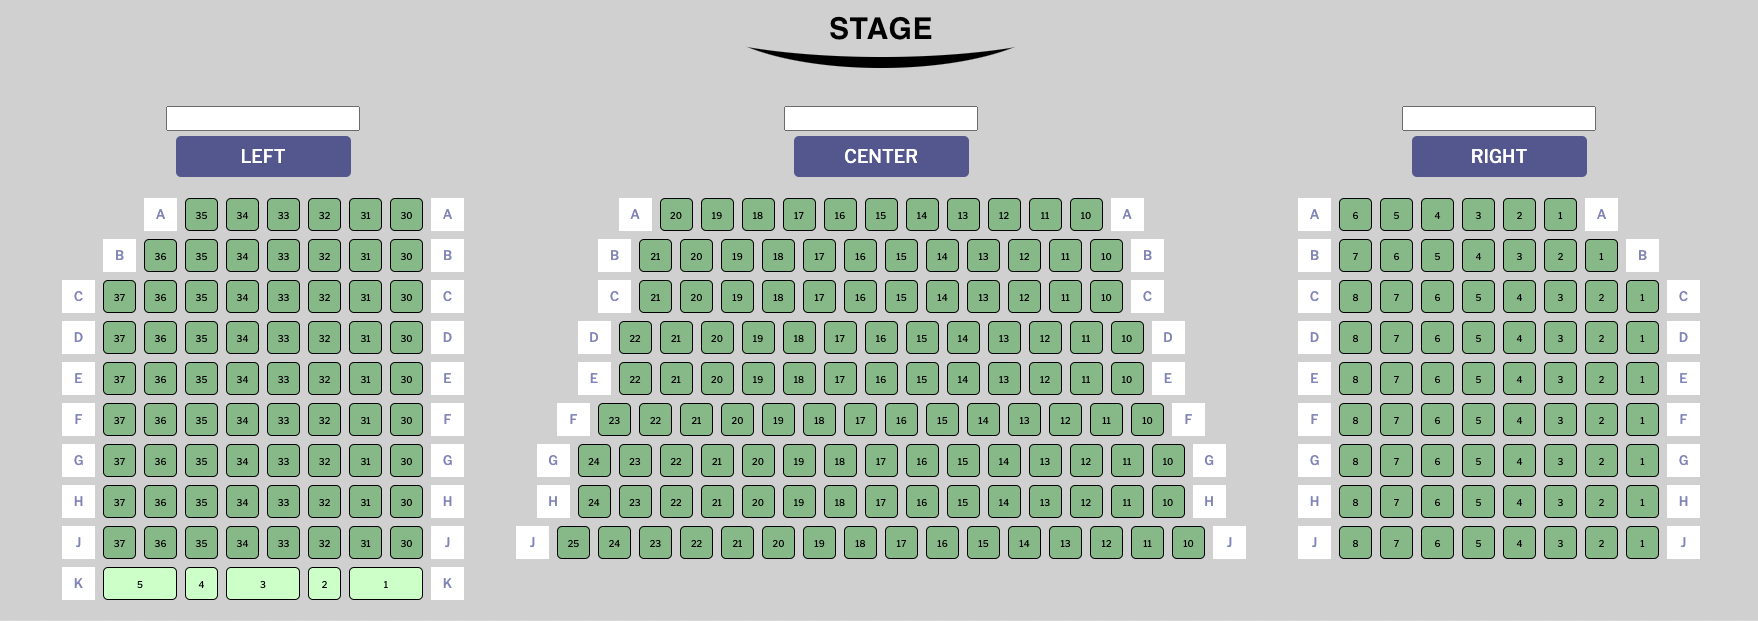 STAGE
LEFT CENTER RIGHT
A 35 34 33 32 31 30 A A 20 19 18 17 16 15 14 13 12 11 10 A A 6 5 4 3 2 1 A
B 36 35 34 33 32 31 30 B B 21 20 19 18 17 16 15 14 13 12 11 10 B B 7 6 5 4 3 2 1 B
C 37 36 35 34 33 32 31 30 C C 21 20 19 18 17 16 15 14 13 12 11 10 C C 8 7 6 5 4 3 2 1 C
D 37 36 35 34 33 32 31 30 D D 22 21 20 19 18 17 16 15 14 13 12 11 10 D D 8 7 6 5 4 3 2 1 D
E 37 36 35 34 33 32 31 30 E E 22 21 20 19 18 17 16 15 14 13 12 11 10 E E 8 7 6 5 4 3 2 1 E
F 37 36 35 34 33 32 31 30 F F 23 22 21 20 19 18 17 16 15 14 13 12 11 10 F F 8 7 6 5 4 3 2 1 F
G 37 36 35 34 33 32 31 30 G G 24 23 22 21 20 19 18 17 16 15 14 13 12 11 10 G G 8 7 6 5 4 3 2 1 G
H 37 36 35 34 33 32 31 30 H H 24 23 22 21 20 19 18 17 16 15 14 13 12 11 10 H H 8 7 6 5 4 3 2 1 H
J 37 36 35 34 33 32 31 30 J J 25 24 23 22 21 20 19 18 17 16 15 14 13 12 11 10 J J 8 7 6 5 4 3 2 1 J
K 5 4 3 2 1 K